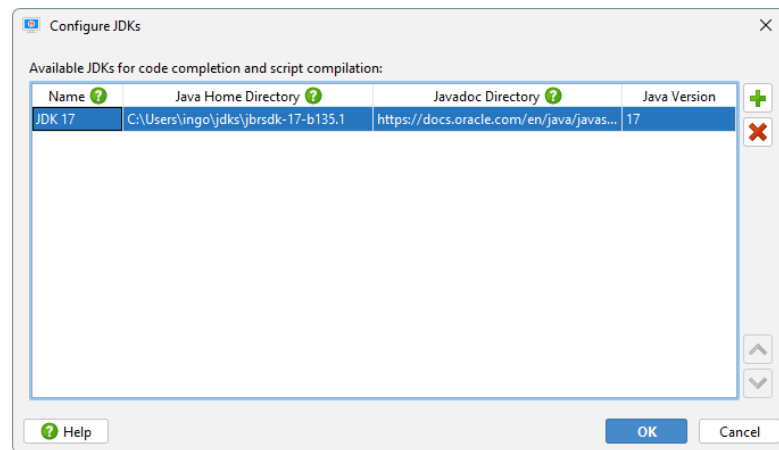 Configure JDKs
Available JDKs for code completion and script compilation:
Name Java Home Directory Javadoc Directory Java Version
JDK 17 C:\Users\ingo\jdks\jbrsdk-17-b135.1 https://docs.oracle.com/en/java/javas... 17
Help OK Cancel